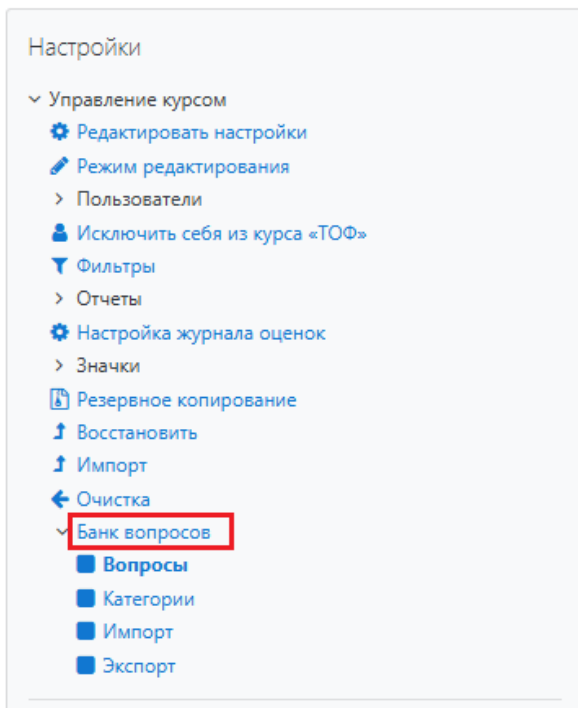 Настройки
Управление курсом
Редактировать настройки
Режим редактирования
Пользователи
Исключить себя из курса «ТОФ»
Фильтры
Отчеты
Настройка журнала оценок
Значки
Резервное копирование
Восстановить
Импорт
Очистка
Банк вопросов
Вопросы
Категории
Импорт
Экспорт